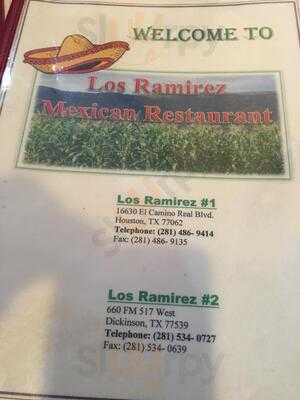 WELCOME TO
Los Ramirez
Mexican Restaurant
Los Ramirez #1
16630 El Camino Real Blvd.
Houston, TX 77062
Telephone: (281) 486- 9414
Fax: (281) 486- 9135
Los Ramirez #2
660 FM 517 West
Dickinson, TX 77539
Telephone: (281) 534- 0727
Fax: (281) 534- 0639